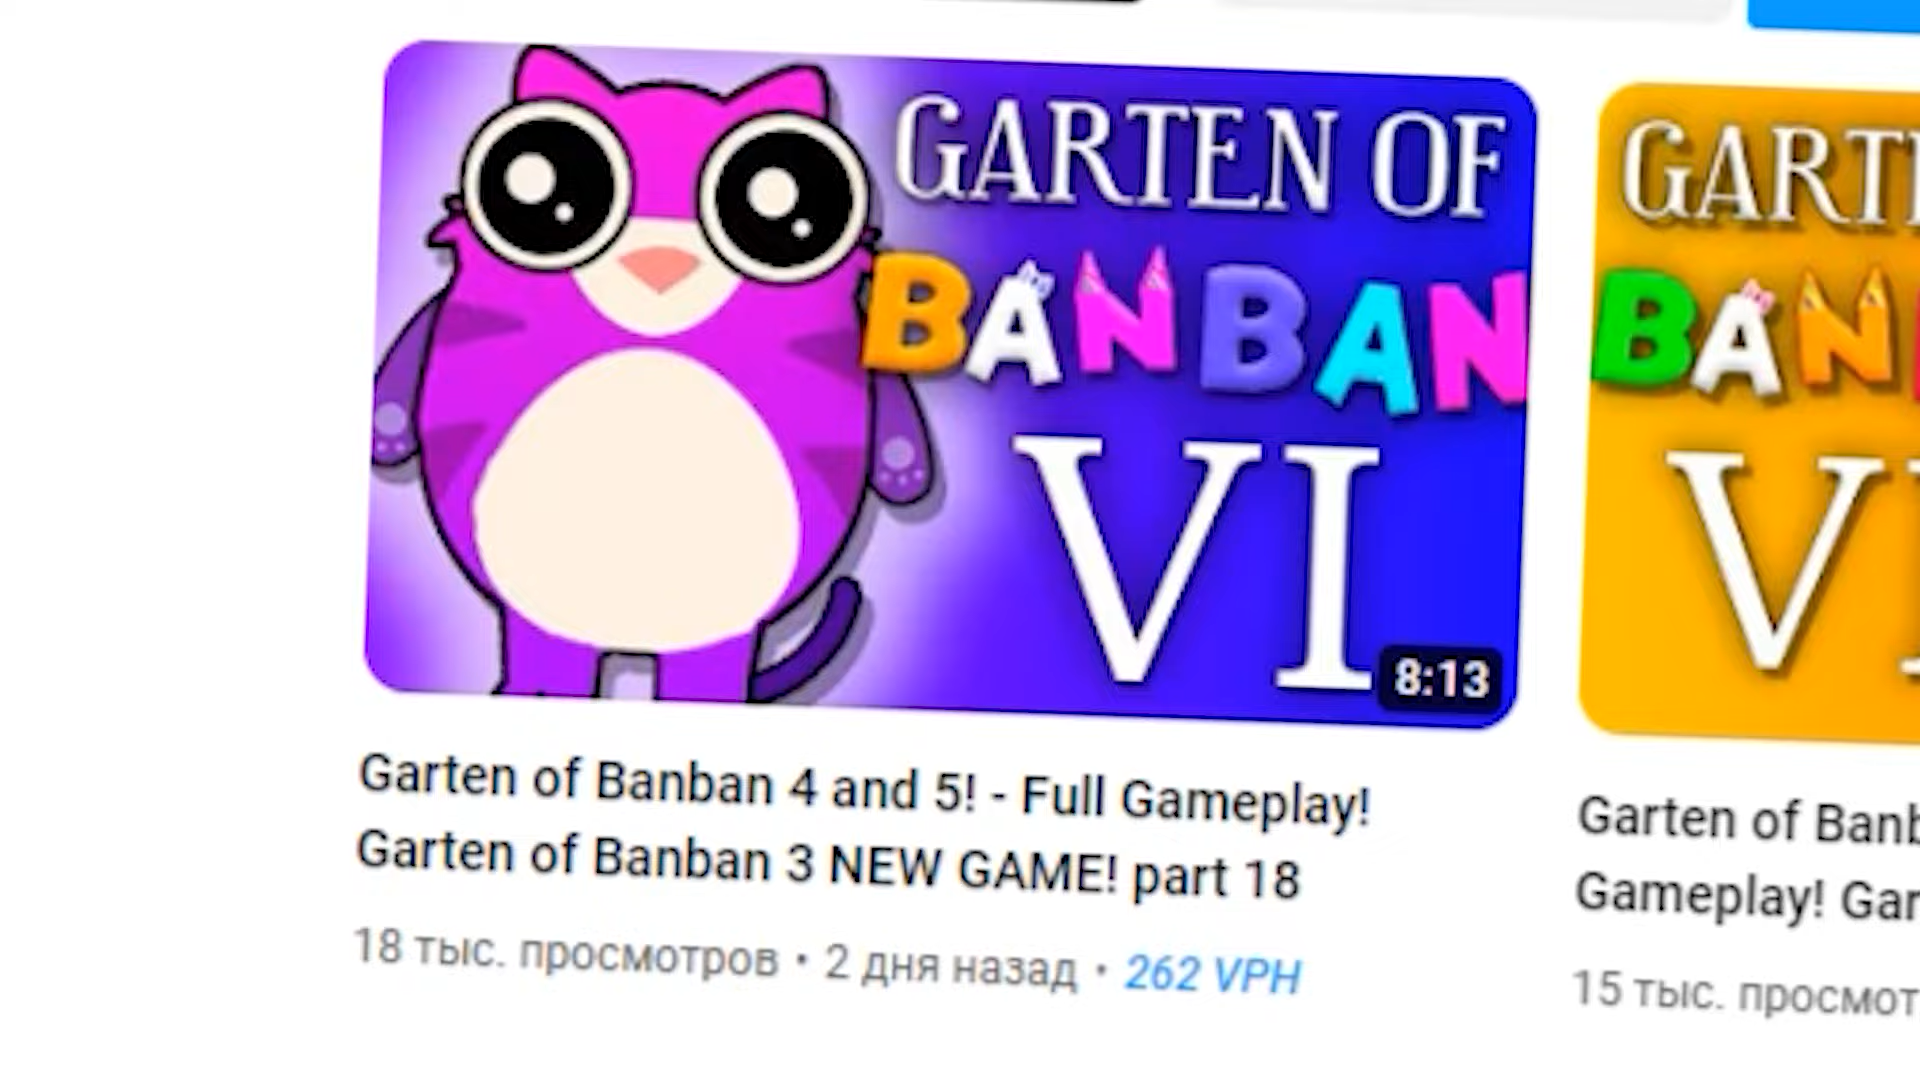 GARTEN OF
BANBAN
VI
8:13
Garten of Banban 4 and 5! - Full Gameplay!
Garten of Banban 3 NEW GAME! part 18
18 тыс. просмотров • 2 дня назад • 262 VPH
GARTE
BAN
V
Garten of Banb
Gameplay! Gar
15 тыс. просмот